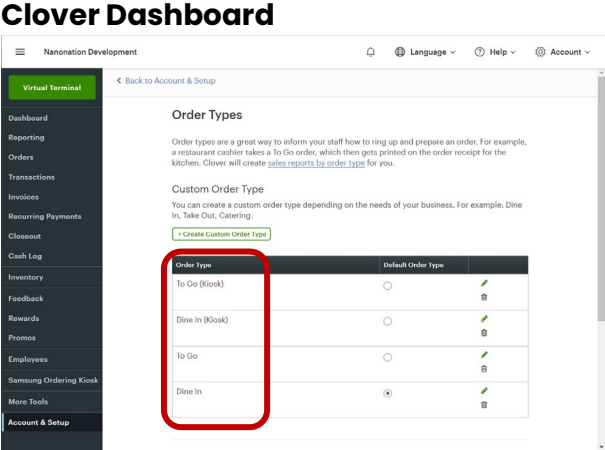 Clover Dashboard
Nanonation Development
Language
Help
Account
Virtual Terminal
Dashboard
Reporting
Orders
Transactions
Invoices
Recurring Payments
Closeout
Cash Log
Inventory
Feedback
Rewards
Promos
Employees
Samsung Ordering Kiosk
More Tools
Account & Setup
Back to Account & Setup
Order Types
Order types are a great way to inform your staff how to ring up and prepare an order. For example,
a restaurant cashier takes a To Go order, which then gets printed on the order receipt for the
kitchen. Clover will create sales reports by order type for you.
Custom Order Type
You can create a custom order type depending on the needs of your business. For example: Dine
In, Take Out, Catering.
+ Create Custom Order Type
Order Type Default Order Type
To Go (Kiosk)
Dine In (Kiosk)
To Go
Dine In